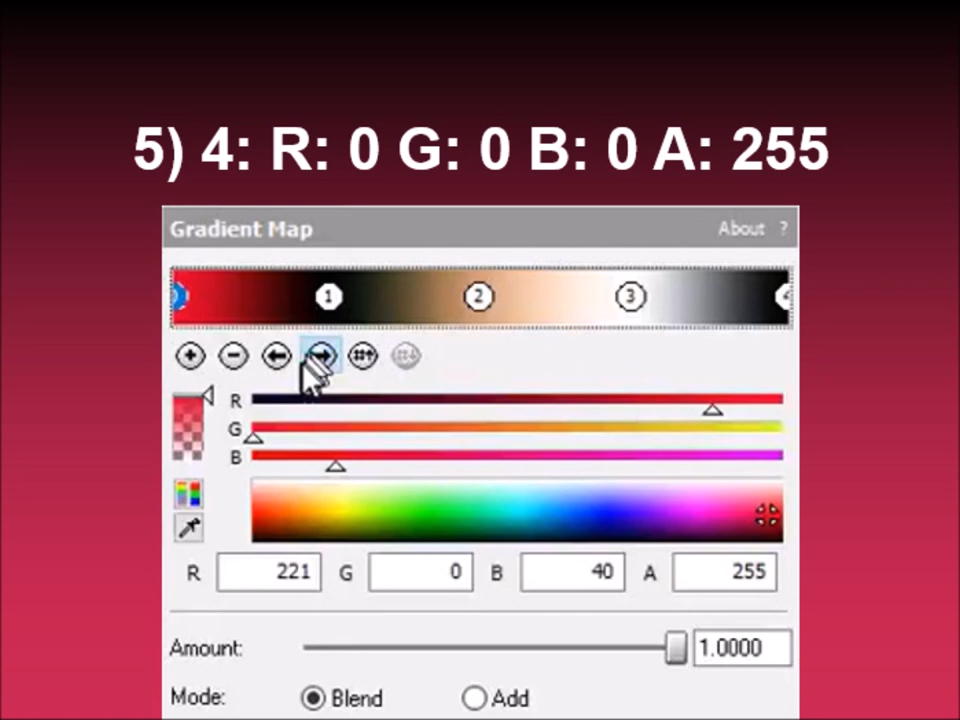 5) 4: R: 0 G: 0 B: 0 A: 255
Gradient Map About ?
1 2 3
R
G
B
R 221 G 0 B 40 A 255
Amount: 1.0000
Mode: Blend Add